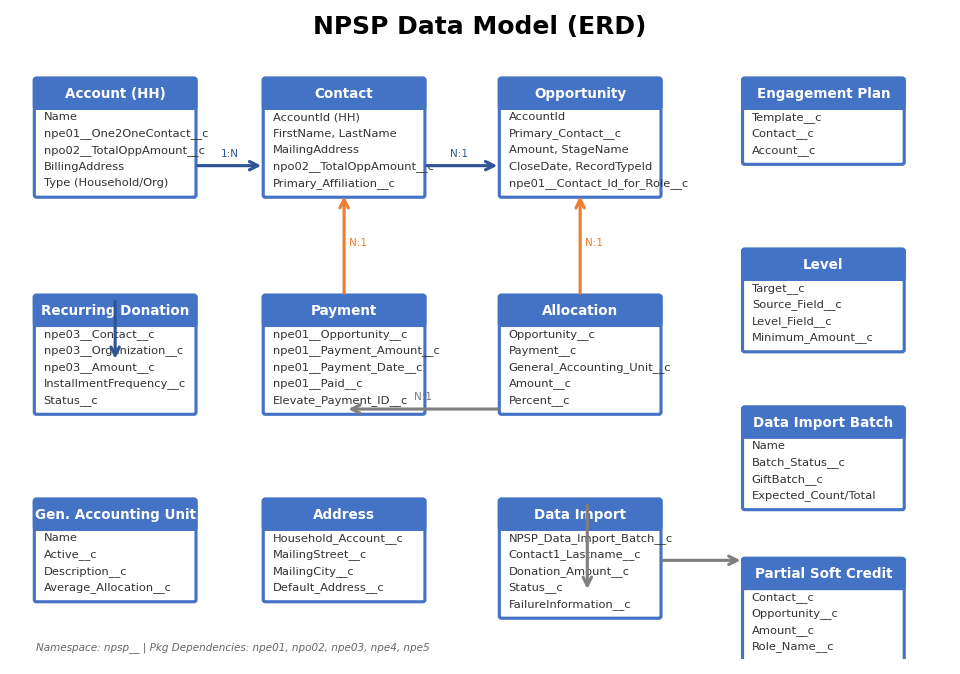 NPSP Data Model (ERD)
Account (HH)
Name
npe01__One2OneContact__c
npo02__TotalOppAmount__c
BillingAddress
Type (Household/Org)
1:N
Contact
AccountId (HH)
FirstName, LastName
MailingAddress
npo02__TotalOppAmount__c
Primary_Affiliation__c
N:1
Opportunity
AccountId
Primary_Contact__c
Amount, StageName
CloseDate, RecordTypeId
npe01__Contact_Id_for_Role__c
Engagement Plan
Template__c
Contact__c
Account__c
N:1
N:1
Level
Target__c
Source_Field__c
Level_Field__c
Minimum_Amount__c
Recurring Donation
npe03__Contact__c
npe03__Organization__c
npe03__Amount__c
InstallmentFrequency__c
Status__c
Payment
npe01__Opportunity__c
npe01__Payment_Amount__c
npe01__Payment_Date__c
npe01__Paid__c
Elevate_Payment_ID__c
N:1
Allocation
Opportunity__c
Payment__c
General_Accounting_Unit__c
Amount__c
Percent__c
Data Import Batch
Name
Batch_Status__c
GiftBatch__c
Expected_Count/Total
Gen. Accounting Unit
Name
Active__c
Description__c
Average_Allocation__c
Address
Household_Account__c
MailingStreet__c
MailingCity__c
Default_Address__c
Data Import
NPSP_Data_Import_Batch__c
Contact1_Lastname__c
Donation_Amount__c
Status__c
FailureInformation__c
Partial Soft Credit
Contact__c
Opportunity__c
Amount__c
Role_Name__c
Namespace: npsp__ | Pkg Dependencies: npe01, npo02, npe03, npe4, npe5